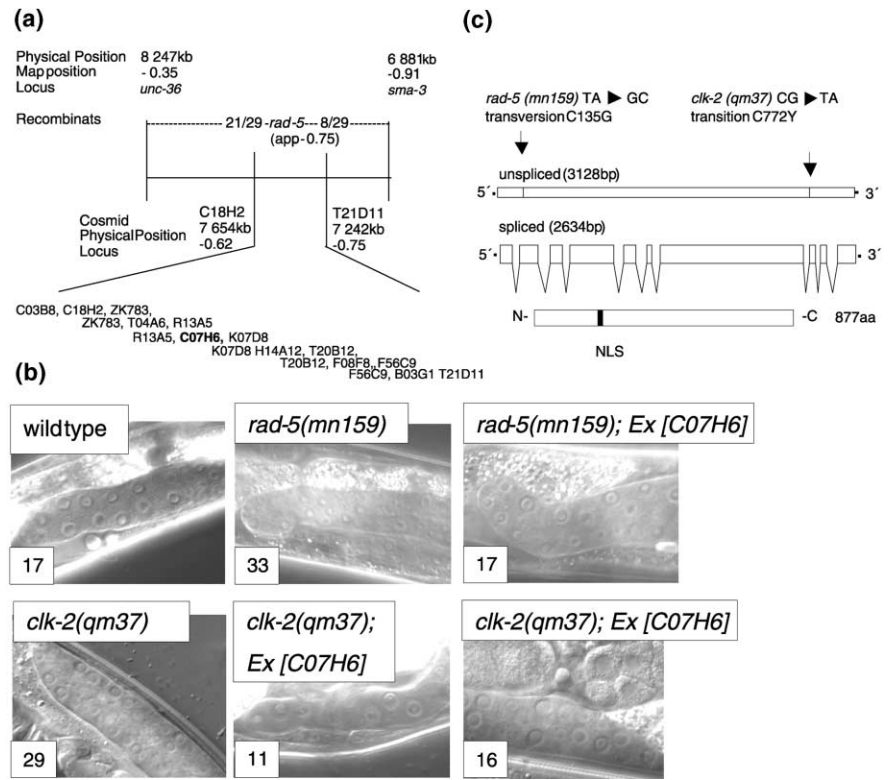 (a)
Physical Position 8 247kb 6 881kb
Map position - 0.35 -0.91
Locus unc-36 sma-3
Recombinats 21/29 -rad-5- 8/29
(app-0.75)
C18H2 T21D11
Cosmid
Physical Position 7 654kb 7 242kb
-0.62 -0.75
Locus
C03B8, C18H2, ZK783,
ZK783, T04A6, R13A5
R13A5, C07H6, K07D8
K07D8 H14A12, T20B12,
T20B12, F08F8, F56C9
F56C9, B03G1 T21D11
(c)
rad-5 (mn159) TA ► GC clk-2 (qm37) CG ► TA
transversion C135G transition C772Y
unspliced (3128bp)
5´ 3´
spliced (2634bp)
5´ 3´
N- -C 877aa
NLS
(b)
wildtype
17
rad-5(mn159)
33
rad-5(mn159); Ex [C07H6]
17
clk-2(qm37)
29
clk-2(qm37);
Ex [C07H6]
11
clk-2(qm37); Ex [C07H6]
16